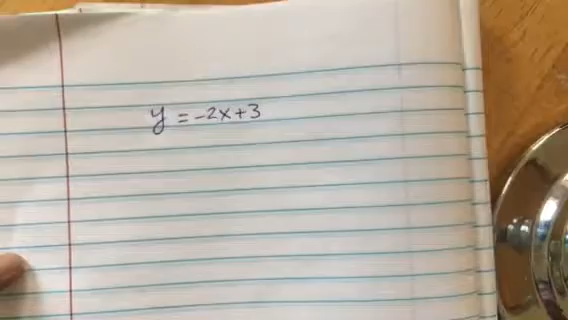 y = -2x+3